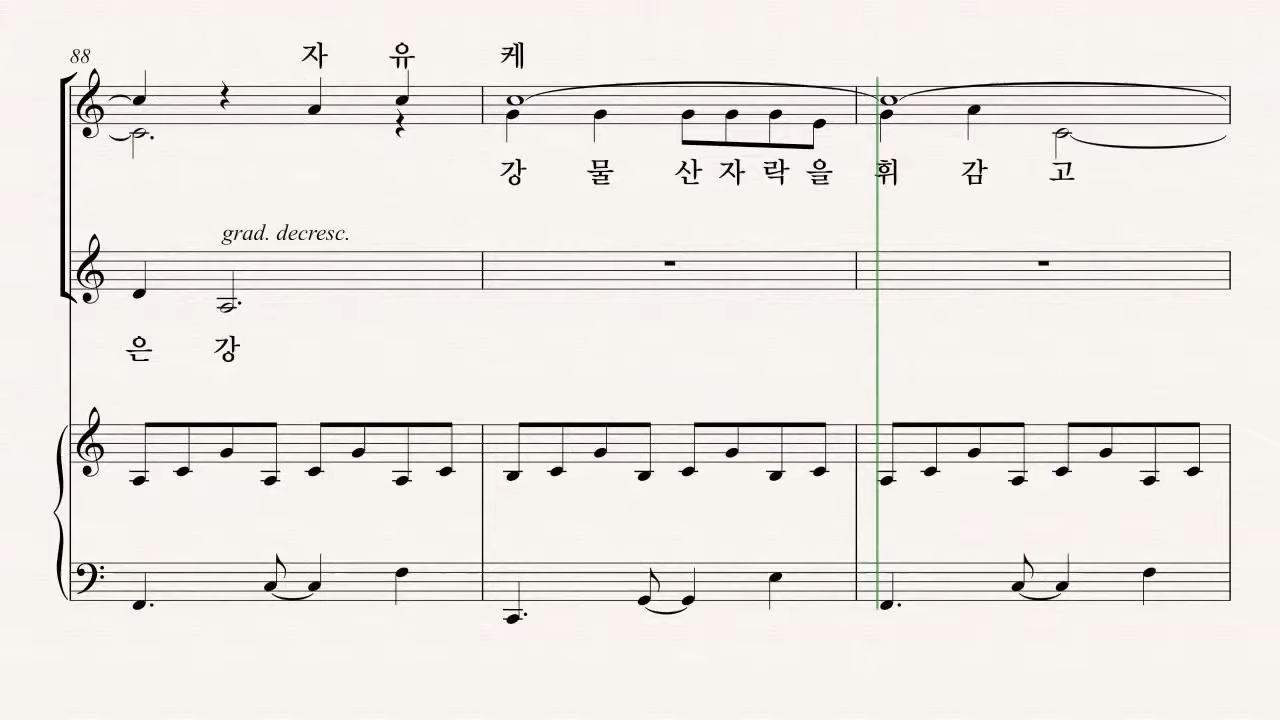 88
자 유 케
강 물 산 자 락 을 휘 감 고
grad. decresc.
은 강